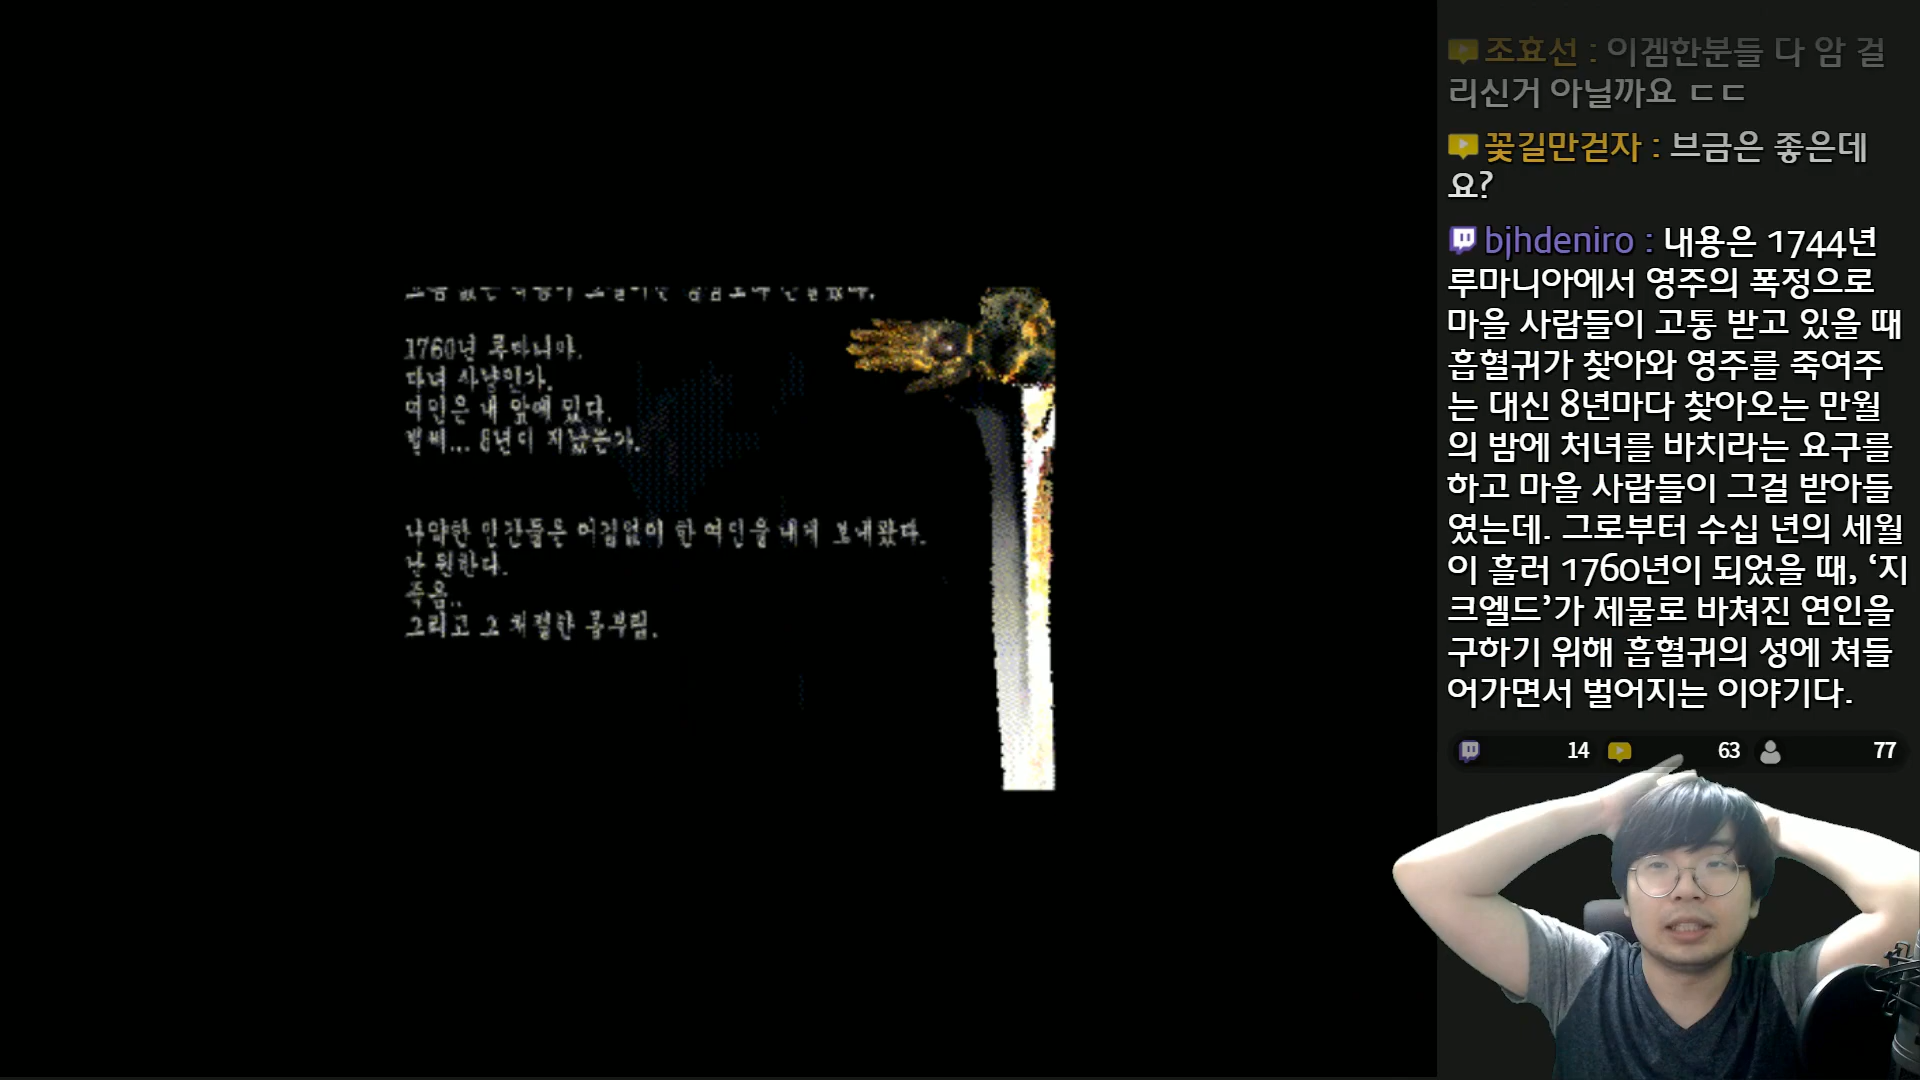 1760년 루마니아.
마녀 사냥인가.
여인은 내 앞에 있다.
벌써... 8년이 지났는가.
나약한 인간들은 어김없이 한 여인을 내게 보내왔다.
난 원한다.
죽음..
그리고 그 처절한 몸부림.
조효선 : 이겜한분들 다 암 걸
리신거 아닐까요 ㄷㄷ
꽃길만걷자 : 브금은 좋은데
요?
bjhdeniro : 내용은 1744년
루마니아에서 영주의 폭정으로
마을 사람들이 고통 받고 있을 때
흡혈귀가 찾아와 영주를 죽여주
는 대신 8년마다 찾아오는 만월
의 밤에 처녀를 바치라는 요구를
하고 마을 사람들이 그걸 받아들
였는데. 그로부터 수십 년의 세월
이 흘러 1760년이 되었을 때, ‘지
크엘드’가 제물로 바쳐진 연인을
구하기 위해 흡혈귀의 성에 쳐들
어가면서 벌어지는 이야기다.
14 63 77